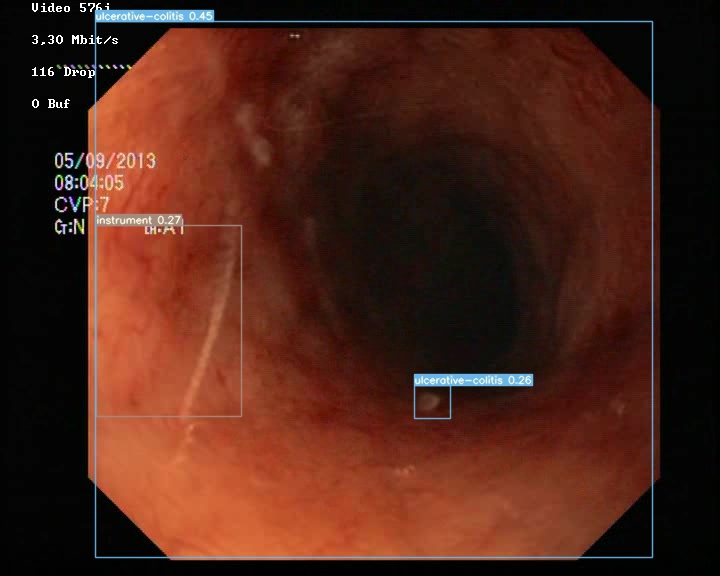 Video 576i
ulcerative-colitis 0.45
3,30 Mbit/s
116 Drop
0 Buf
05/09/2013
08:04:05
CVP:7
instrument 0.27
G:N
ulcerative-colitis 0.26